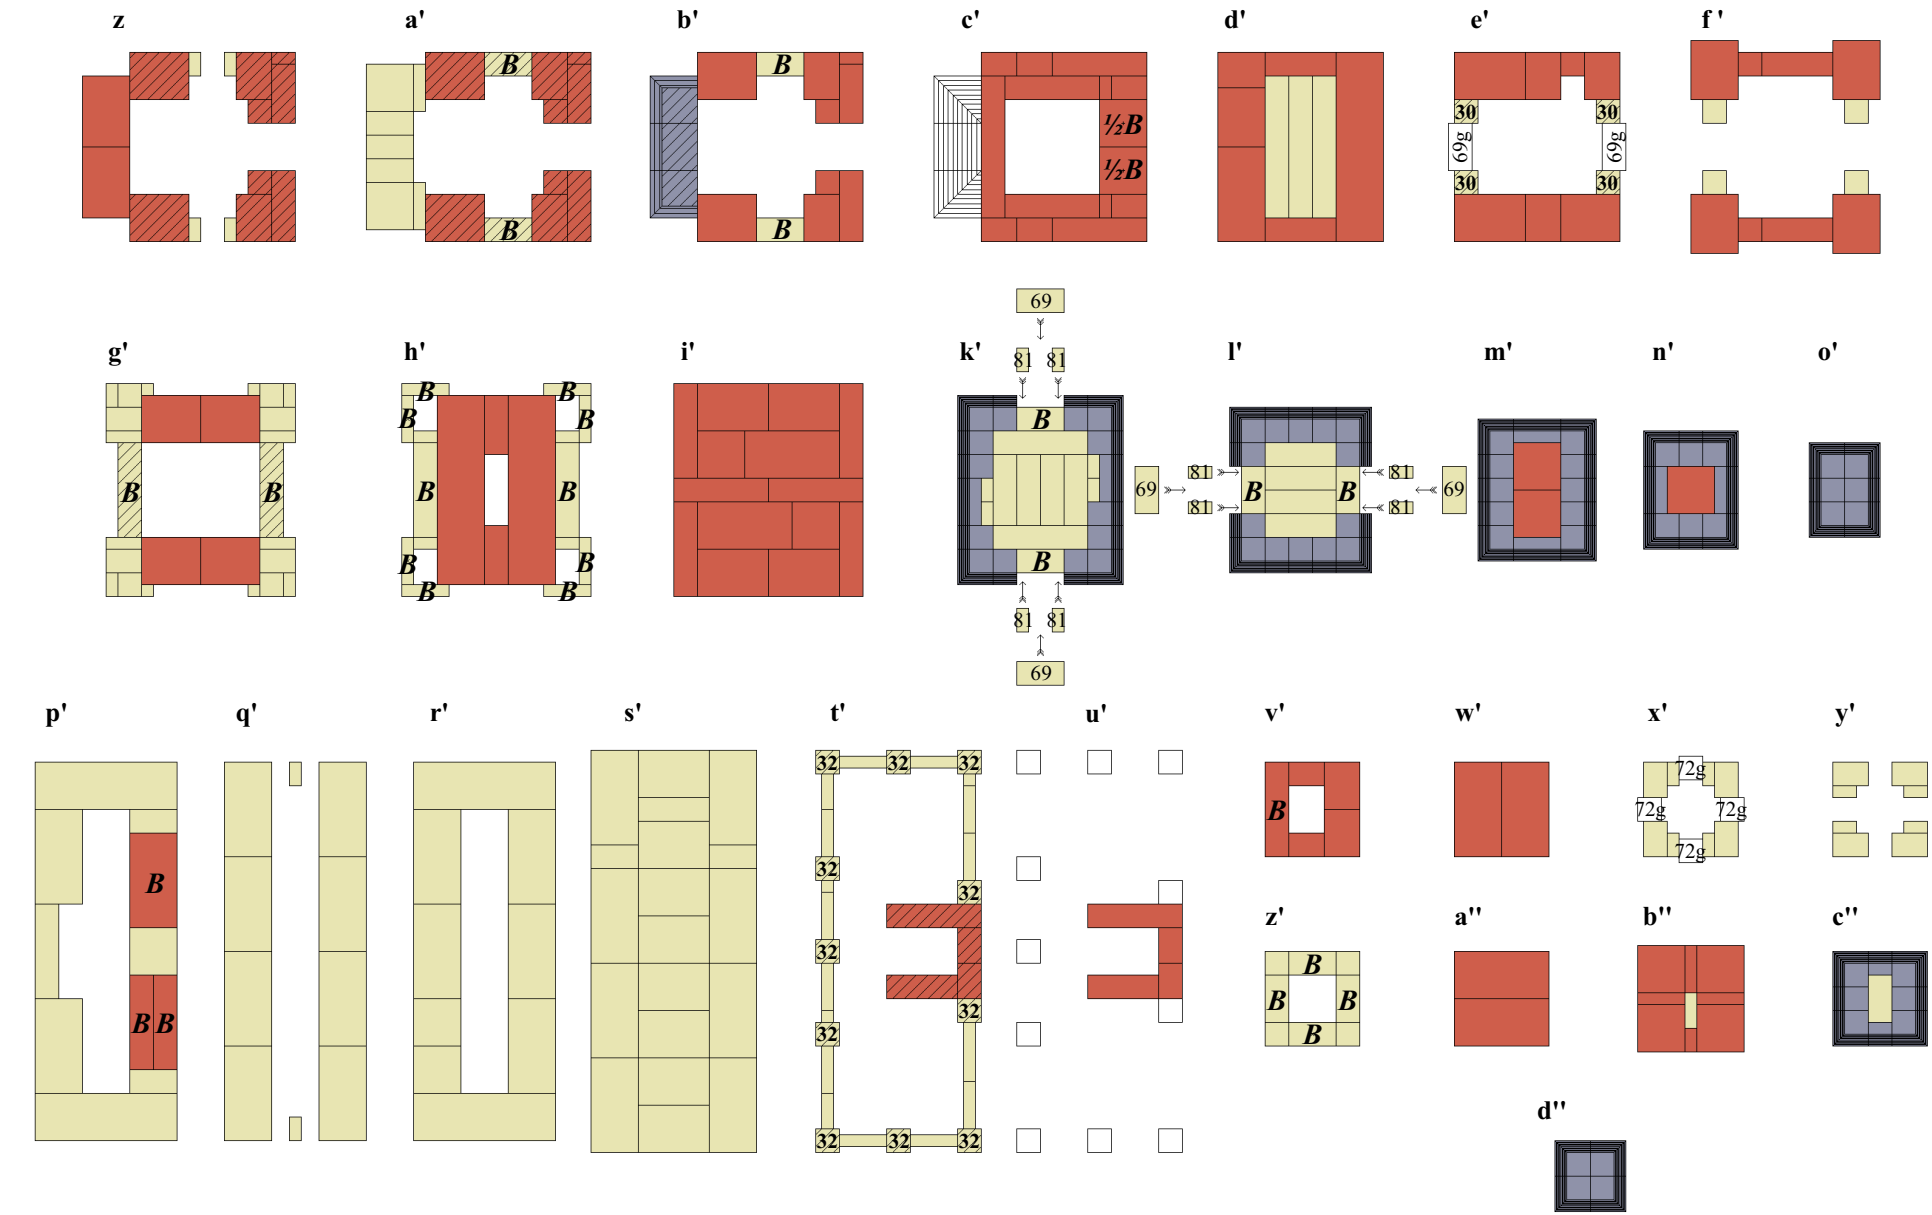 z a' b' c' d' e' f '
B B
30 30
½B
69g 69g
½B
30 30
B B
69
g' h' i' k' l' m' n' o'
81 81
B B
B B B
81 81
69 69
B B B B B B
81 81
B B
B
B B
81 81
69
p' q' r' s' t' u' v' w' x' y'
32 32 32
72g
B 72g 72g
72g
32
B
32
z' a'' b'' c''
32
B
B B
B
32
B B
32
32 32 32
d''